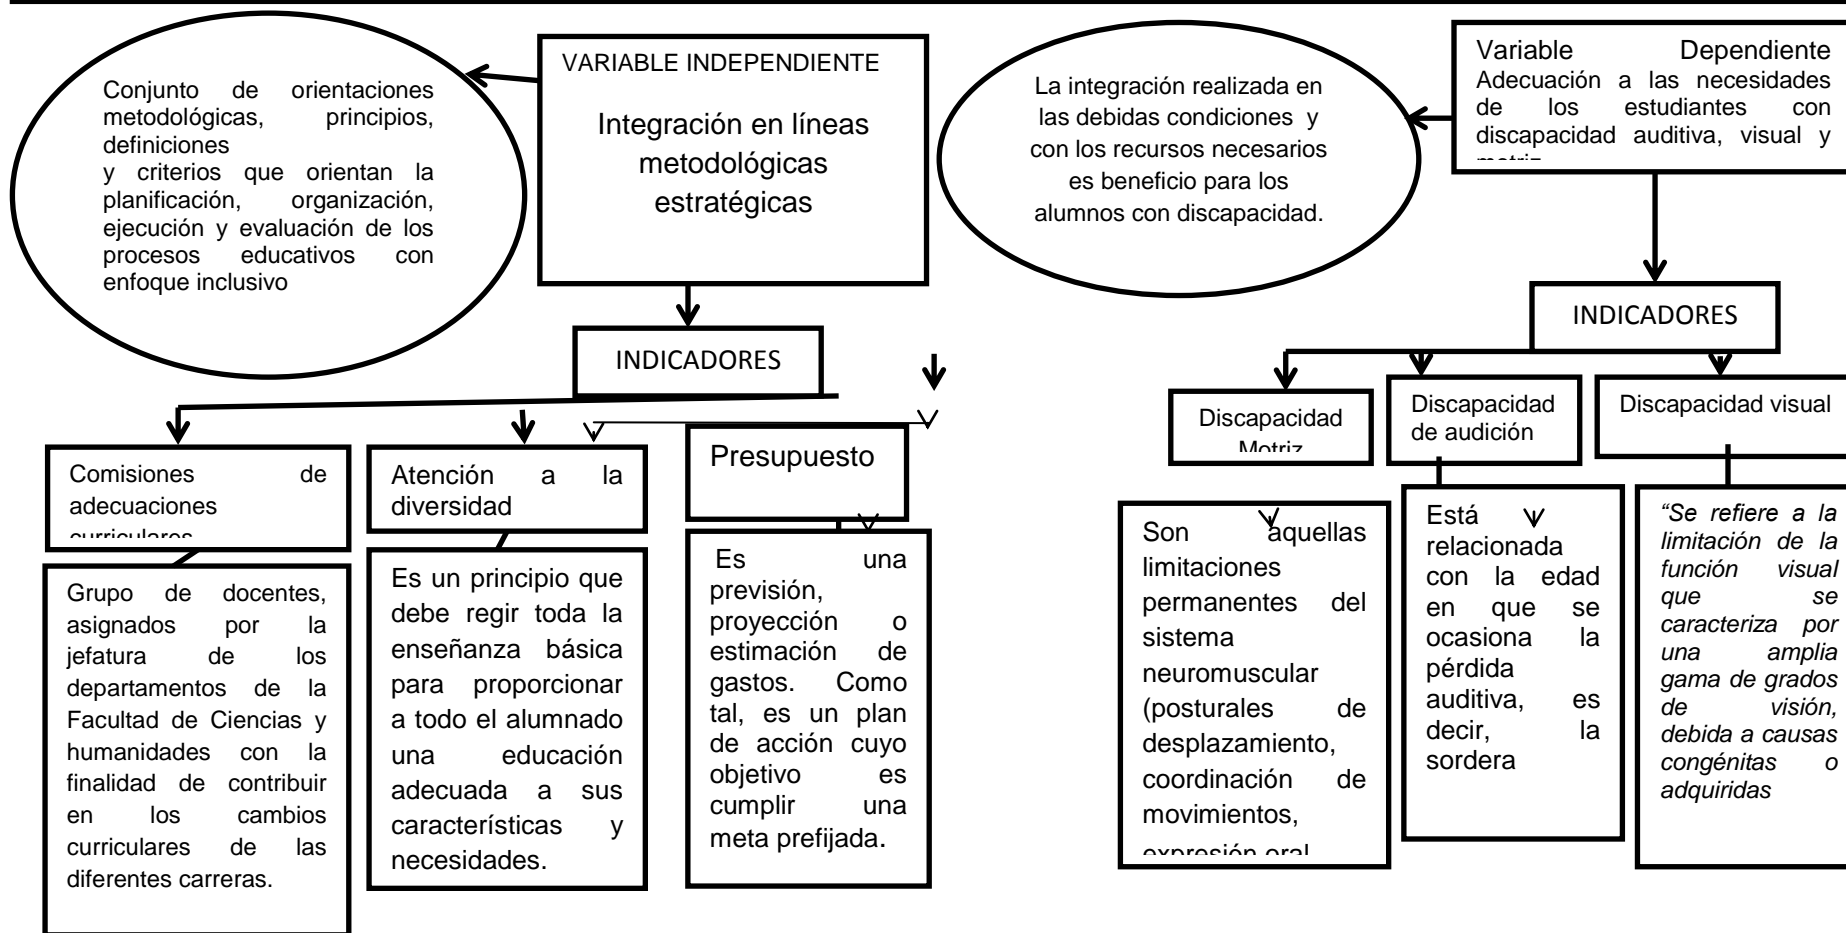 Conjunto de orientaciones
metodológicas, principios,
definiciones
y criterios que orientan la
planificación, organización,
ejecución y evaluación de los
procesos educativos con
enfoque inclusivo
VARIABLE INDEPENDIENTE
Integración en líneas
metodológicas
estratégicas
INDICADORES
Comisiones de
adecuaciones
curriculares
Grupo de docentes,
asignados por la
jefatura de los
departamentos de la
Facultad de Ciencias y
humanidades con la
finalidad de contribuir
en los cambios
curriculares de las
diferentes carreras.
Atención a la
diversidad
Es un principio que
debe regir toda la
enseñanza básica
para proporcionar
a todo el alumnado
una educación
adecuada a sus
características y
necesidades.
Presupuesto
Es una
previsión,
proyección o
estimación de
gastos. Como
tal, es un plan
de acción cuyo
objetivo es
cumplir una
meta prefijada.
La integración realizada en
las debidas condiciones y
con los recursos necesarios
es beneficio para los
alumnos con discapacidad.
Variable Dependiente
Adecuación a las necesidades
de los estudiantes con
discapacidad auditiva, visual y
motriz
INDICADORES
Discapacidad
Motriz
Son aquellas
limitaciones
permanentes del
sistema
neuromuscular
(posturales de
desplazamiento,
coordinación de
movimientos,
expresión oral
Discapacidad
de audición
Está
relacionada
con la edad
en que se
ocasiona la
pérdida
auditiva, es
decir, la
sordera
Discapacidad visual
“Se refiere a la
limitación de la
función visual
que se
caracteriza por
una amplia
gama de grados
de visión,
debida a causas
congénitas o
adquiridas